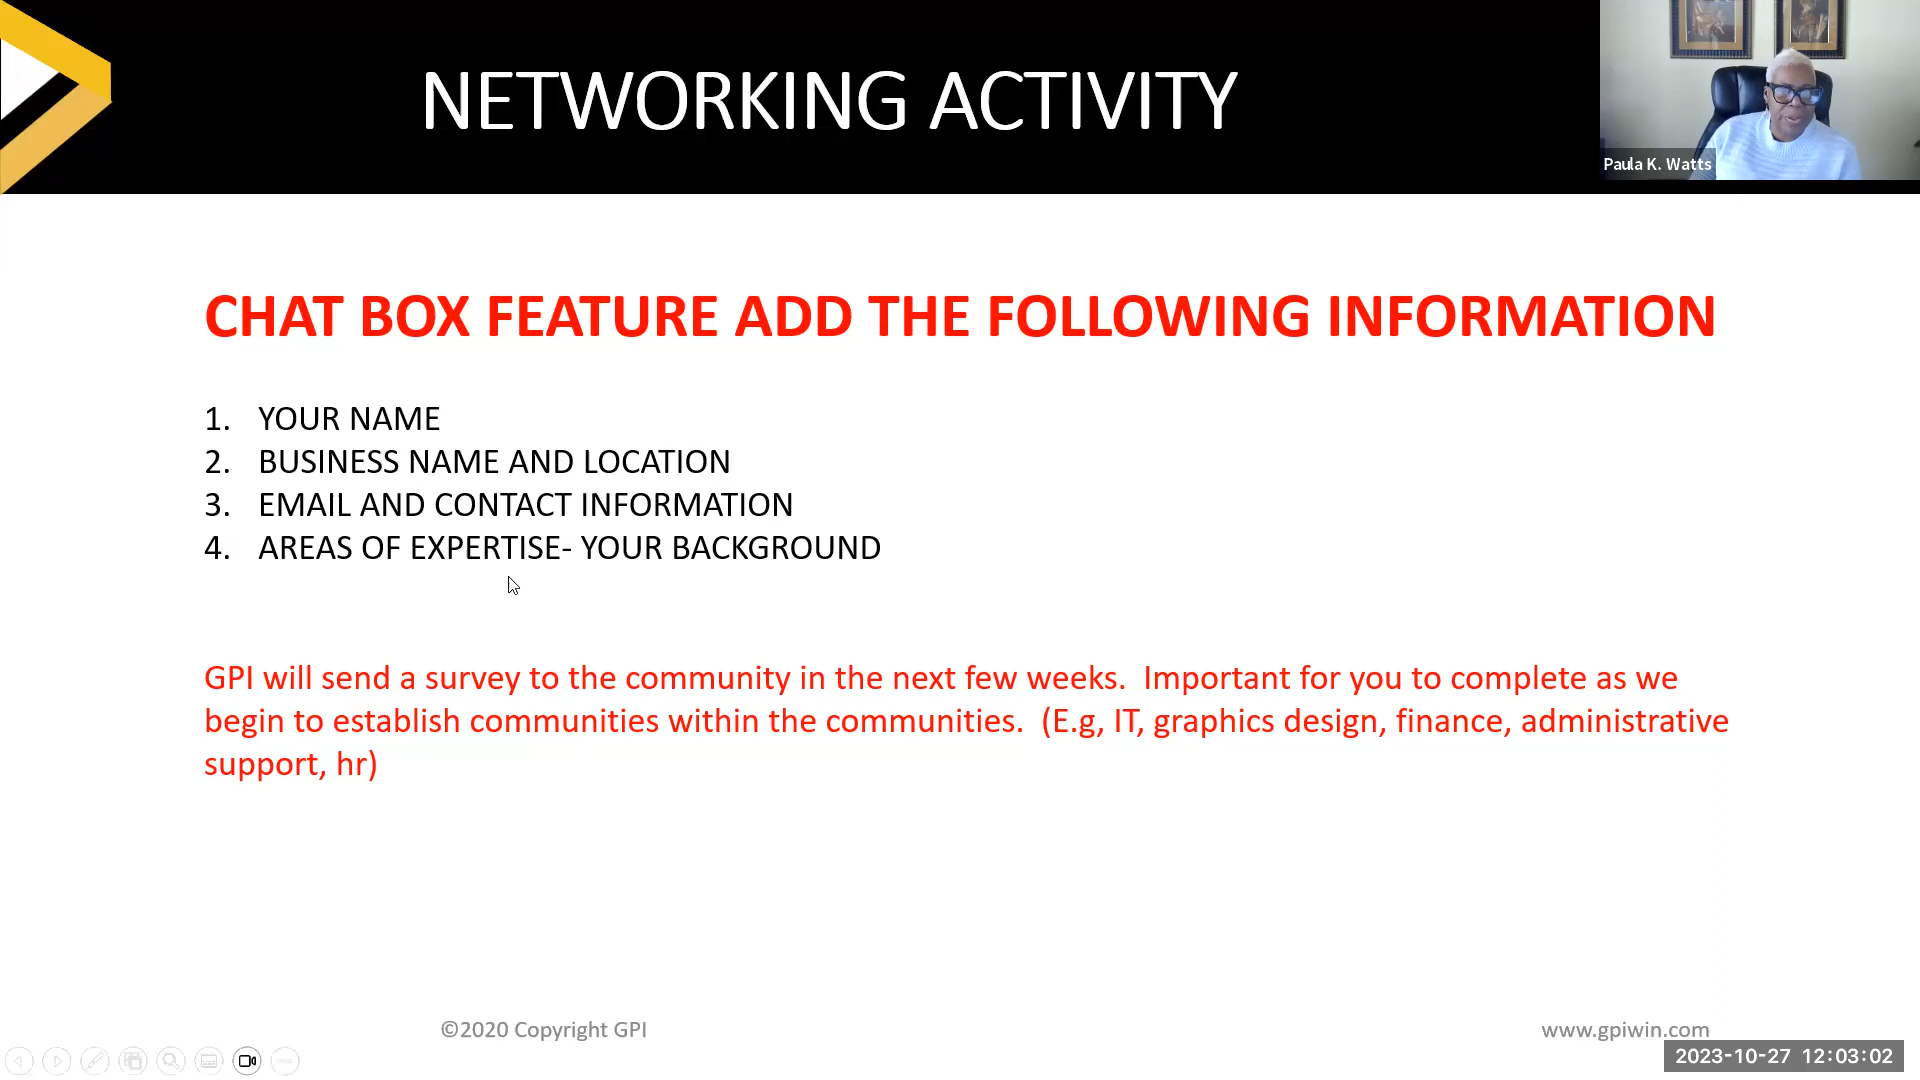 NETWORKING ACTIVITY
Paula K. Watts
CHAT BOX FEATURE ADD THE FOLLOWING INFORMATION
1. YOUR NAME
2. BUSINESS NAME AND LOCATION
3. EMAIL AND CONTACT INFORMATION
4. AREAS OF EXPERTISE- YOUR BACKGROUND
GPI will send a survey to the community in the next few weeks. Important for you to complete as we
begin to establish communities within the communities. (E.g, IT, graphics design, finance, administrative
support, hr)
©2020 Copyright GPI
www.gpiwin.com
2023-10-27 12:03:02